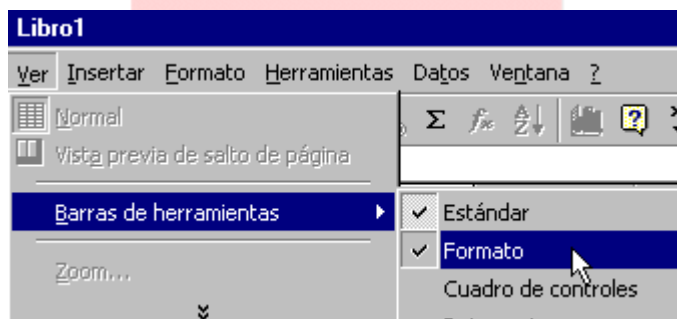 Libro1
Ver Insertar Formato Herramientas Datos Ventana ?
Normal
Vista previa de salto de página
Barras de herramientas
Estándar
Formato
Zoom...
Cuadro de controles